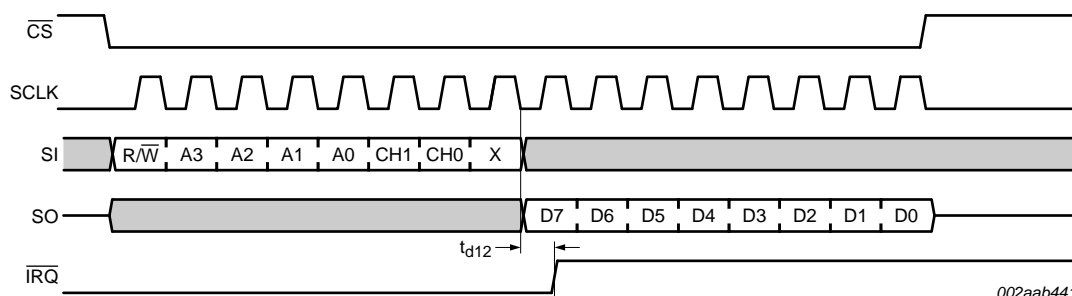 CS
SCLK
SI R/W A3 A2 A1 A0 CH1 CH0 X
SO D7 D6 D5 D4 D3 D2 D1 D0
td12
IRQ
002aab441